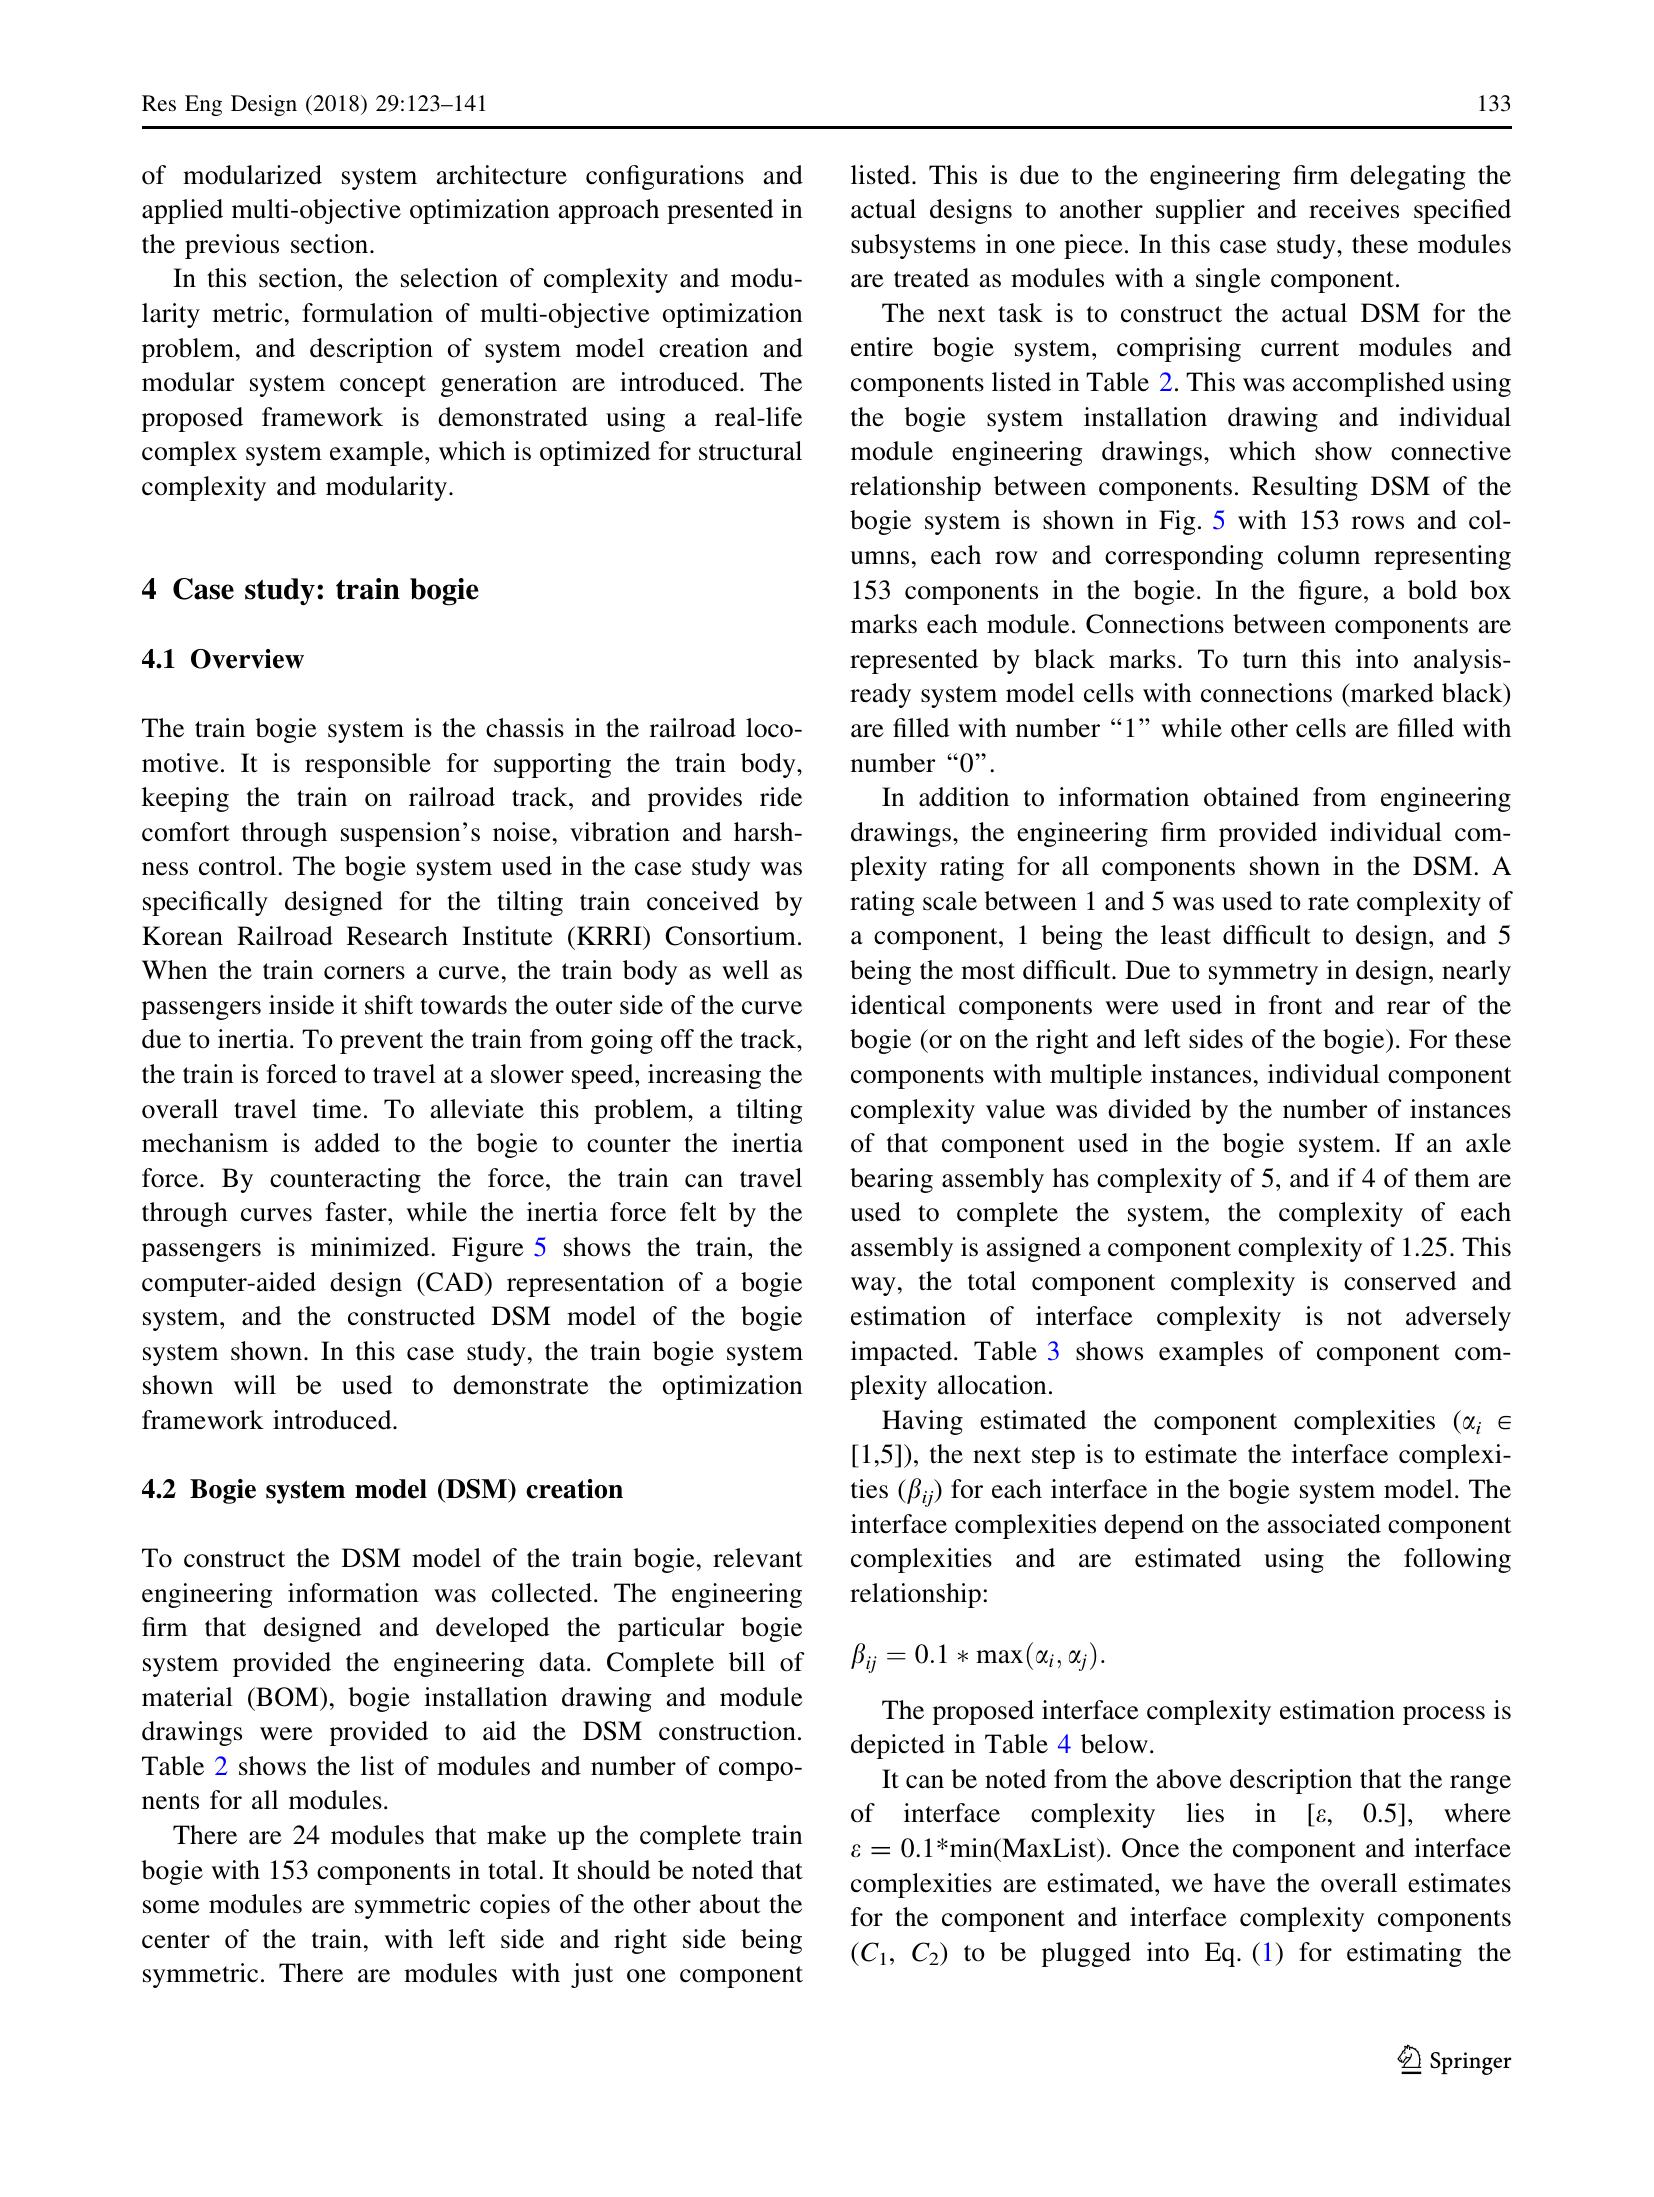 Res Eng Design (2018) 29:123–141
133
of modularized system architecture configurations and
applied multi-objective optimization approach presented in
the previous section.
In this section, the selection of complexity and modu-
larity metric, formulation of multi-objective optimization
problem, and description of system model creation and
modular system concept generation are introduced. The
proposed framework is demonstrated using a real-life
complex system example, which is optimized for structural
complexity and modularity.
4 Case study: train bogie
4.1 Overview
The train bogie system is the chassis in the railroad loco-
motive. It is responsible for supporting the train body,
keeping the train on railroad track, and provides ride
comfort through suspension's noise, vibration and harsh-
ness control. The bogie system used in the case study was
specifically designed for the tilting train conceived by
Korean Railroad Research Institute (KRRI) Consortium.
When the train corners a curve, the train body as well as
passengers inside it shift towards the outer side of the curve
due to inertia. To prevent the train from going off the track,
the train is forced to travel at a slower speed, increasing the
overall travel time. To alleviate this problem, a tilting
mechanism is added to the bogie to counter the inertia
force. By counteracting the force, the train can travel
through curves faster, while the inertia force felt by the
passengers is minimized. Figure 5 shows the train, the
computer-aided design (CAD) representation of a bogie
system, and the constructed DSM model of the bogie
system shown. In this case study, the train bogie system
shown will be used to demonstrate the optimization
framework introduced.
4.2 Bogie system model (DSM) creation
To construct the DSM model of the train bogie, relevant
engineering information was collected. The engineering
firm that designed and developed the particular bogie
system provided the engineering data. Complete bill of
material (BOM), bogie installation drawing and module
drawings were provided to aid the DSM construction.
Table 2 shows the list of modules and number of compo-
nents for all modules.
There are 24 modules that make up the complete train
bogie with 153 components in total. It should be noted that
some modules are symmetric copies of the other about the
center of the train, with left side and right side being
symmetric. There are modules with just one component
listed. This is due to the engineering firm delegating the
actual designs to another supplier and receives specified
subsystems in one piece. In this case study, these modules
are treated as modules with a single component.
The next task is to construct the actual DSM for the
entire bogie system, comprising current modules and
components listed in Table 2. This was accomplished using
the bogie system installation drawing and individual
module engineering drawings, which show connective
relationship between components. Resulting DSM of the
bogie system is shown in Fig. 5 with 153 rows and col-
umns, each row and corresponding column representing
153 components in the bogie. In the figure, a bold box
marks each module. Connections between components are
represented by black marks. To turn this into analysis-
ready system model cells with connections (marked black)
are filled with number “1” while other cells are filled with
number “0”.
In addition to information obtained from engineering
drawings, the engineering firm provided individual com-
plexity rating for all components shown in the DSM. A
rating scale between 1 and 5 was used to rate complexity of
a component, 1 being the least difficult to design, and 5
being the most difficult. Due to symmetry in design, nearly
identical components were used in front and rear of the
bogie (or on the right and left sides of the bogie). For these
components with multiple instances, individual component
complexity value was divided by the number of instances
of that component used in the bogie system. If an axle
bearing assembly has complexity of 5, and if 4 of them are
used to complete the system, the complexity of each
assembly is assigned a component complexity of 1.25. This
way, the total component complexity is conserved and
estimation of interface complexity is not adversely
impacted. Table 3 shows examples of component com-
plexity allocation.
Having estimated the component complexities (αi ∈
[1,5]), the next step is to estimate the interface complexi-
ties (βij) for each interface in the bogie system model. The
interface complexities depend on the associated component
complexities and are estimated using the following
relationship:
βij = 0.1 * max(αi, αj).
The proposed interface complexity estimation process is
depicted in Table 4 below.
It can be noted from the above description that the range
of interface complexity lies in [ε, 0.5], where
ε = 0.1*min(MaxList). Once the component and interface
complexities are estimated, we have the overall estimates
for the component and interface complexity components
(C1, C2) to be plugged into Eq. (1) for estimating the
Springer